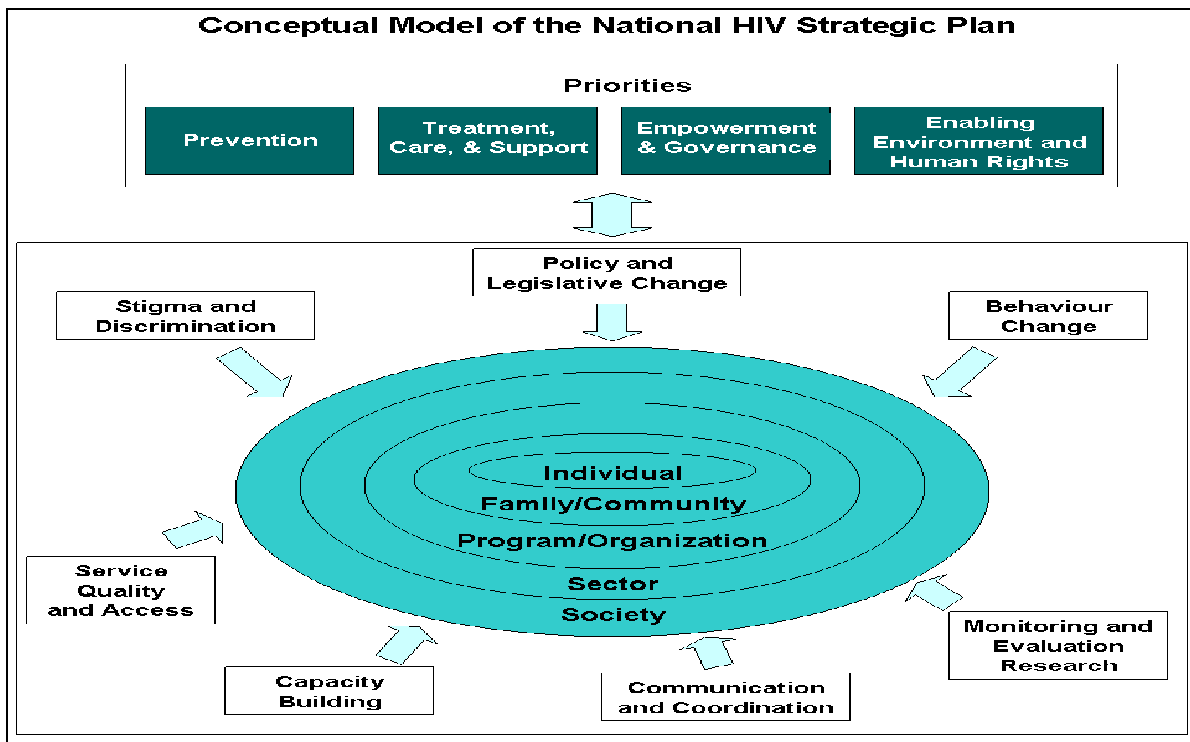 Conceptual Model of the National HIV Strategic Plan
Priorities
Prevention
Treatment,
Care, & Support
Empowerment
& Governance
Enabling
Environment and
Human Rights
Policy and
Legislative Change
Stigma and
Discrimination
Behaviour
Change
Individual
Family/Community
Program/Organization
Sector
Society
Service
Quality
and Access
Monitoring and
Evaluation
Research
Capacity
Building
Communication
and Coordination